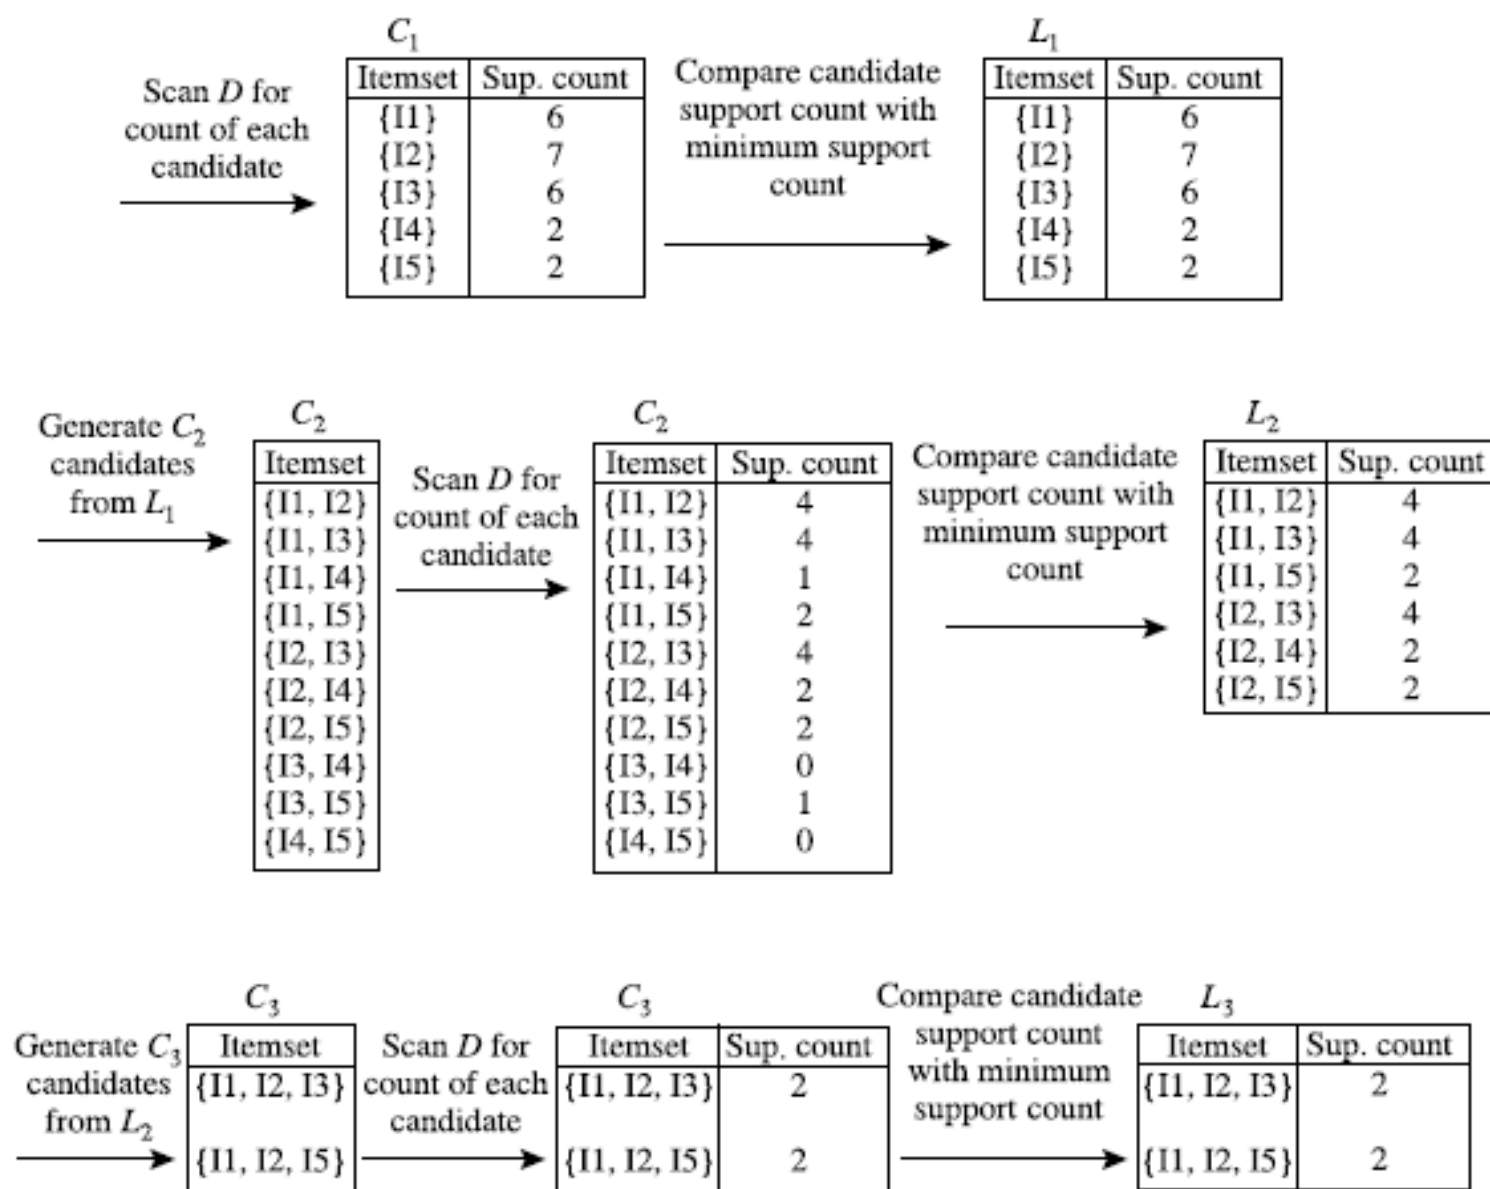 C₁
Scan D for
count of each
candidate
Itemset Sup. count
{I1} 6
{I2} 7
{I3} 6
{I4} 2
{I5} 2
Compare candidate
support count with
minimum support
count
L₁
Itemset Sup. count
{I1} 6
{I2} 7
{I3} 6
{I4} 2
{I5} 2
Generate C₂
candidates
from L₁
C₂
Itemset
{I1, I2}
{I1, I3}
{I1, I4}
{I1, I5}
{I2, I3}
{I2, I4}
{I2, I5}
{I3, I4}
{I3, I5}
{I4, I5}
Scan D for
count of each
candidate
C₂
Itemset Sup. count
{I1, I2} 4
{I1, I3} 4
{I1, I4} 1
{I1, I5} 2
{I2, I3} 4
{I2, I4} 2
{I2, I5} 2
{I3, I4} 0
{I3, I5} 1
{I4, I5} 0
Compare candidate
support count with
minimum support
count
L₂
Itemset Sup. count
{I1, I2} 4
{I1, I3} 4
{I1, I5} 2
{I2, I3} 4
{I2, I4} 2
{I2, I5} 2
Generate C₃
candidates
from L₂
C₃
Itemset
{I1, I2, I3}
{I1, I2, I5}
Scan D for
count of each
candidate
C₃
Itemset Sup. count
{I1, I2, I3} 2
{I1, I2, I5} 2
Compare candidate
support count
with minimum
support count
L₃
Itemset Sup. count
{I1, I2, I3} 2
{I1, I2, I5} 2